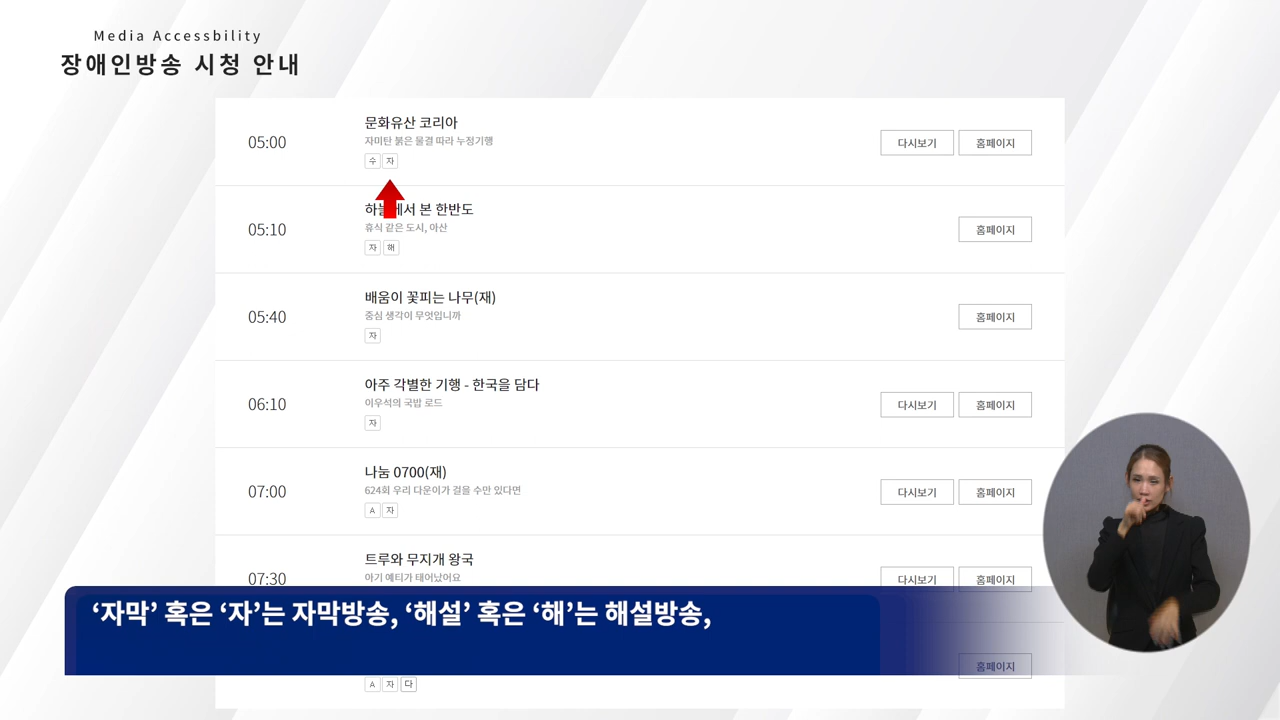 Media Accessbility
장애인방송 시청 안내
05:00
문화유산 코리아
자미탄 붉은 물결 따라 누정기행
수 자
다시보기 홈페이지
05:10
하늘에서 본 한반도
휴식 같은 도시, 아산
자 해
홈페이지
05:40
배움이 꽃피는 나무(재)
중심 생각이 무엇입니까
자
홈페이지
06:10
아주 각별한 기행 - 한국을 담다
이우석의 국밥 로드
자
다시보기 홈페이지
07:00
나눔 0700(재)
624회 우리 다운이가 걸을 수만 있다면
A 자
다시보기 홈페이지
07:30
트루와 무지개 왕국
아기 예티가 태어났어요
다시보기 홈페이지
‘자막’ 혹은 ‘자’는 자막방송, ‘해설’ 혹은 ‘해’는 해설방송,
홈페이지
A 자 다